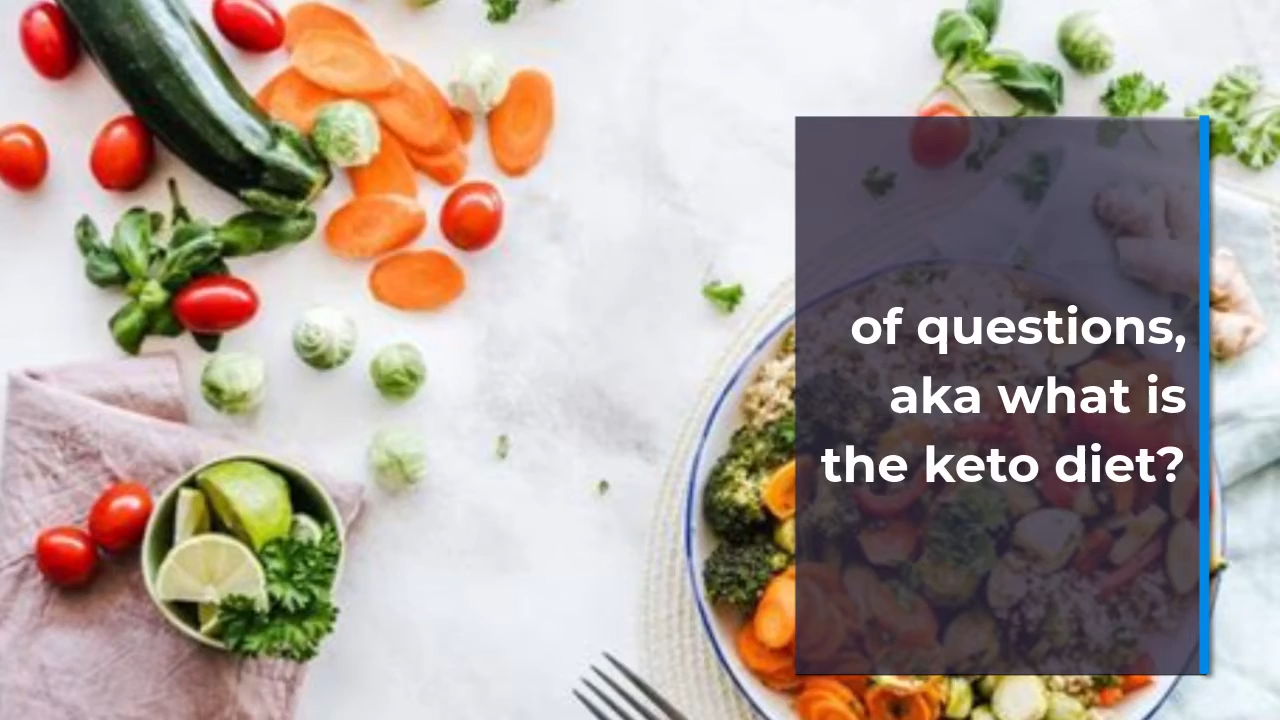 of questions,
aka what is
the keto diet?